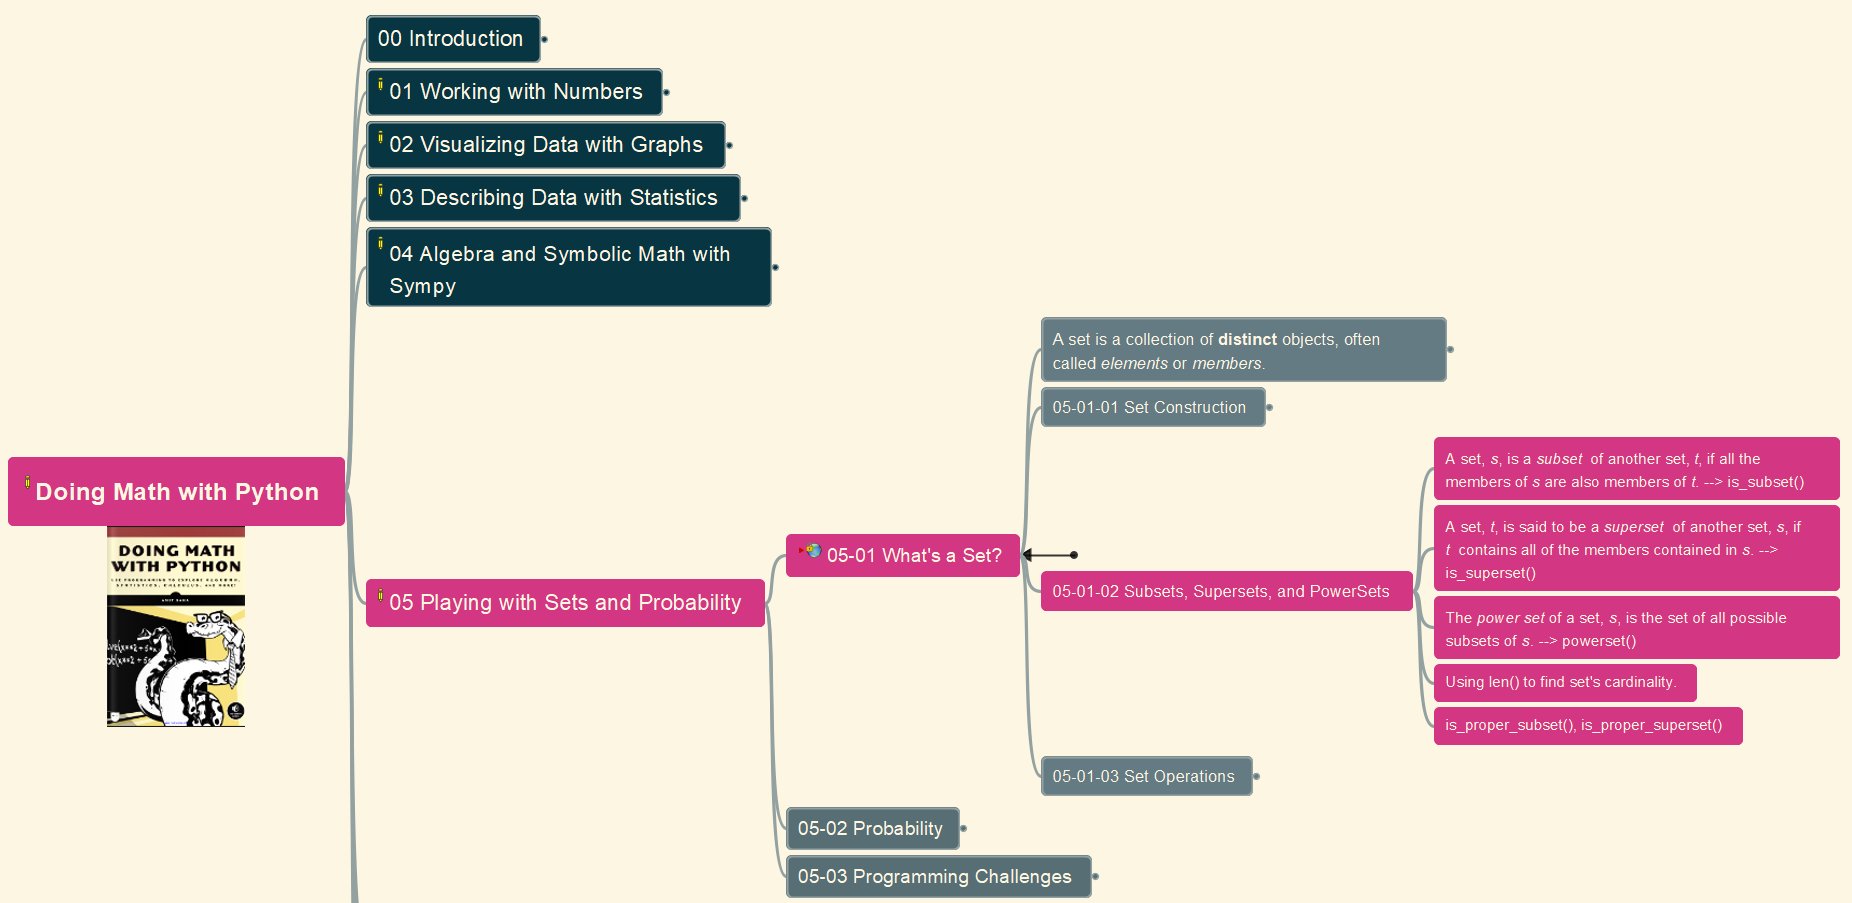 00 Introduction
01 Working with Numbers
02 Visualizing Data with Graphs
03 Describing Data with Statistics
04 Algebra and Symbolic Math with
Sympy
Doing Math with Python
DOING MATH
WITH PYTHON
05 Playing with Sets and Probability
05-01 What's a Set?
A set is a collection of distinct objects, often
called elements or members.
05-01-01 Set Construction
05-01-02 Subsets, Supersets, and PowerSets
A set, s, is a subset of another set, t, if all the
members of s are also members of t. --> is_subset()
A set, t, is said to be a superset of another set, s, if
t contains all of the members contained in s. -->
is_superset()
The power set of a set, s, is the set of all possible
subsets of s. --> powerset()
Using len() to find set's cardinality.
is_proper_subset(), is_proper_superset()
05-01-03 Set Operations
05-02 Probability
05-03 Programming Challenges